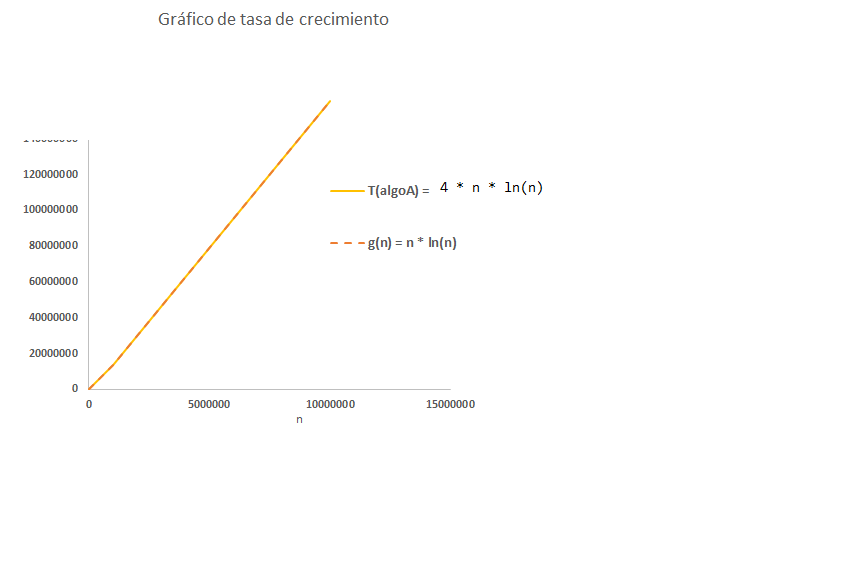 Gráfico de tasa de crecimiento
120000000
100000000
80000000
60000000
40000000
20000000
0
0 5000000 10000000 15000000
n
T(algoA) = 4 * n * ln(n)
g(n) = n * ln(n)